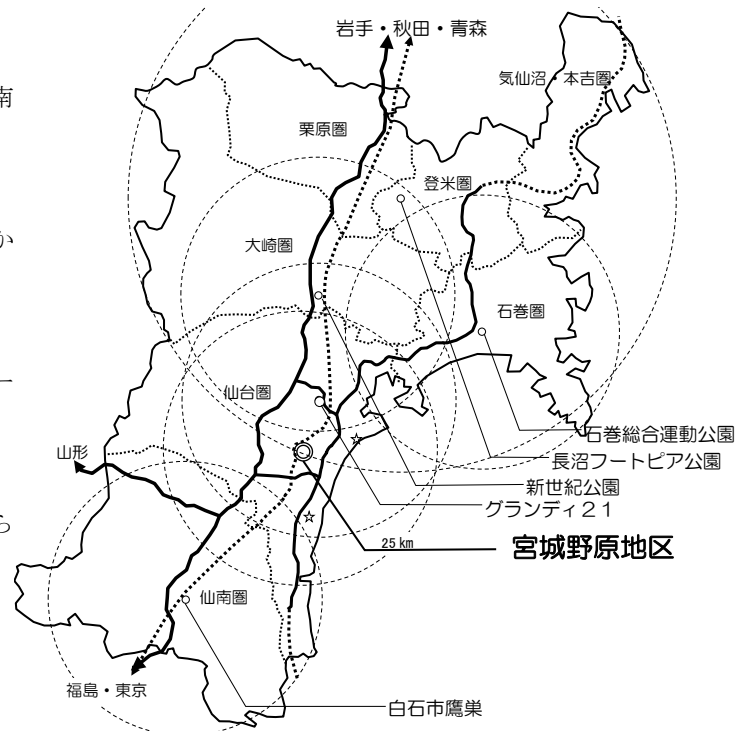 岩手・秋田・青森
気仙沼・本吉圏
南
栗原圏
登米圏
か
大崎圏
石巻圏
ー
仙台圏
石巻総合運動公園
山形
長沼フートピア公園
新世紀公園
グランディ21
ら
25 km
宮城野原地区
仙南圏
福島・東京
白石市鷹巣